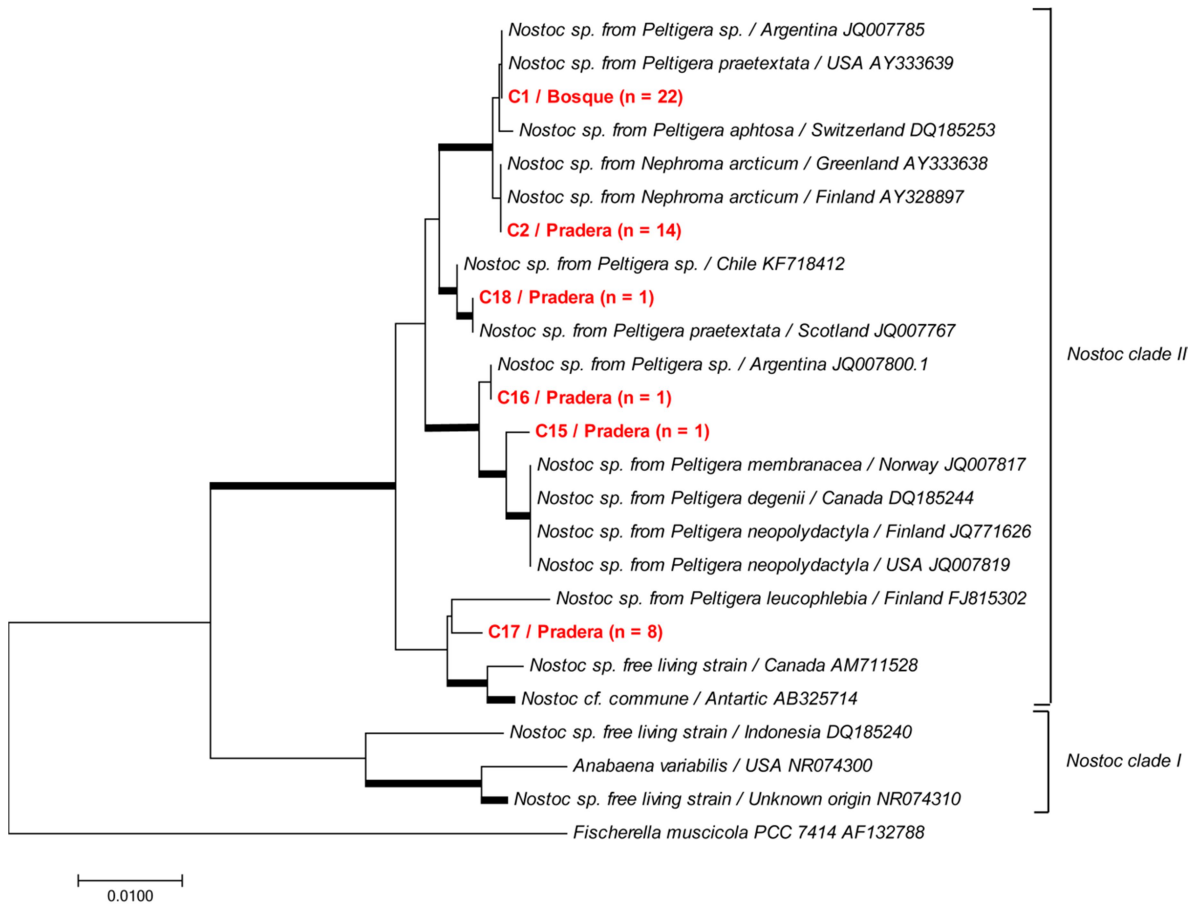 Nostoc sp. from Peltigera sp. / Argentina JQ007785
Nostoc sp. from Peltigera praetextata / USA AY333639
C1 / Bosque (n = 22)
Nostoc sp. from Peltigera aphtosa / Switzerland DQ185253
Nostoc sp. from Nephroma arcticum / Greenland AY333638
Nostoc sp. from Nephroma arcticum / Finland AY328897
C2 / Pradera (n = 14)
Nostoc sp. from Peltigera sp. / Chile KF718412
C18 / Pradera (n = 1)
Nostoc sp. from Peltigera praetextata / Scotland JQ007767
Nostoc clade II
Nostoc sp. from Peltigera sp. / Argentina JQ007800.1
C16 / Pradera (n = 1)
C15 / Pradera (n = 1)
Nostoc sp. from Peltigera membranacea / Norway JQ007817
Nostoc sp. from Peltigera degenii / Canada DQ185244
Nostoc sp. from Peltigera neopolydactyla / Finland JQ771626
Nostoc sp. from Peltigera neopolydactyla / USA JQ007819
Nostoc sp. from Peltigera leucophlebia / Finland FJ815302
C17 / Pradera (n = 8)
Nostoc sp. free living strain / Canada AM711528
Nostoc cf. commune / Antartic AB325714
Nostoc sp. free living strain / Indonesia DQ185240
Nostoc clade I
Anabaena variabilis / USA NR074300
Nostoc sp. free living strain / Unknown origin NR074310
Fischerella muscicola PCC 7414 AF132788
0.0100